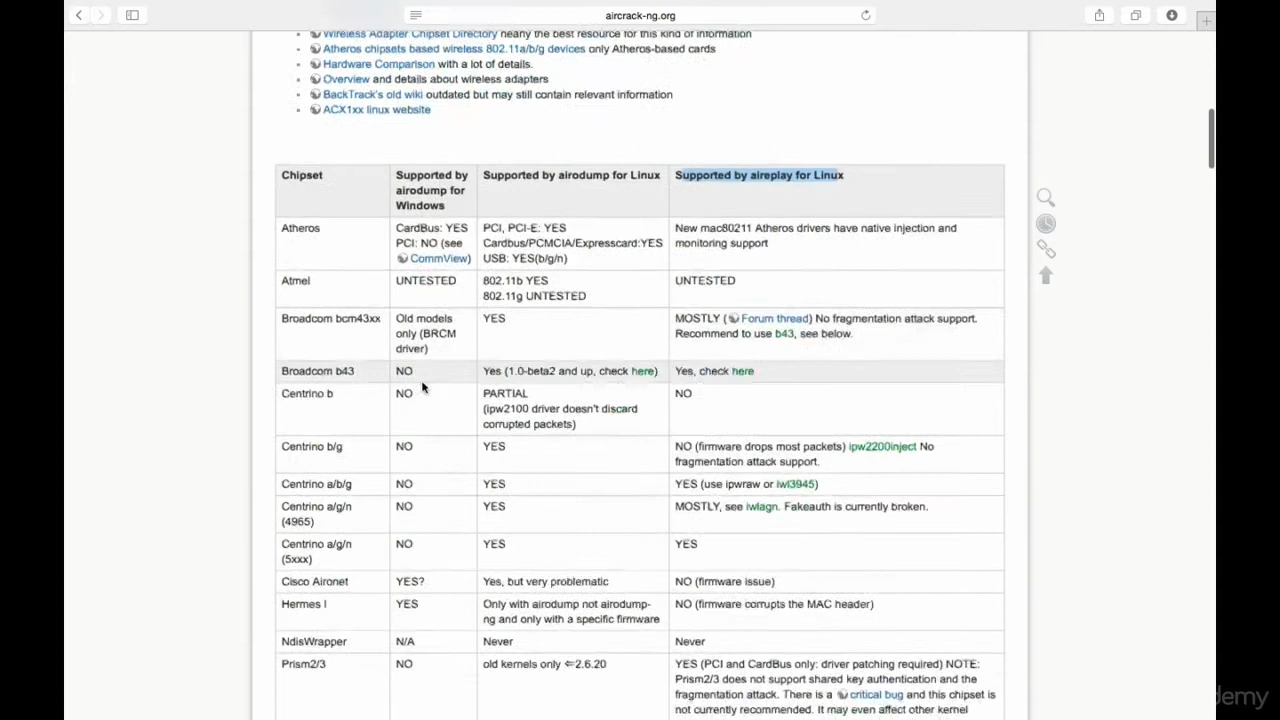 aircrack-ng.org
Wireless Adapter Chipset Directory nearly the best resource for this kind of information
Atheros chipsets based wireless 802.11a/b/g devices only Atheros-based cards
Hardware Comparison with a lot of details.
Overview and details about wireless adapters
BackTrack's old wiki outdated but may still contain relevant information
ACX1xx linux website
Chipset
Supported by
airodump for
Windows
Supported by airodump for Linux
Supported by aireplay for Linux
Atheros
CardBus: YES
PCI: NO (see
CommView)
PCI, PCI-E: YES
Cardbus/PCMCIA/Expresscard:YES
USB: YES(b/g/n)
New mac80211 Atheros drivers have native injection and
monitoring support
Atmel
UNTESTED
802.11b YES
802.11g UNTESTED
UNTESTED
Broadcom bcm43xx
Old models
only (BRCM
driver)
YES
MOSTLY (Forum thread) No fragmentation attack support.
Recommend to use b43, see below.
Broadcom b43
NO
Yes (1.0-beta2 and up, check here)
Yes, check here
Centrino b
NO
PARTIAL
(ipw2100 driver doesn't discard
corrupted packets)
NO
Centrino b/g
NO
YES
NO (firmware drops most packets) ipw2200inject No
fragmentation attack support.
Centrino a/b/g
NO
YES
YES (use ipwraw or iwl3945)
Centrino a/g/n
(4965)
NO
YES
MOSTLY, see iwlagn. Fakeauth is currently broken.
Centrino a/g/n
(5xxx)
NO
YES
YES
Cisco Aironet
YES?
Yes, but very problematic
NO (firmware issue)
Hermes I
YES
Only with airodump not airodump-
ng and only with a specific firmware
NO (firmware corrupts the MAC header)
NdisWrapper
N/A
Never
Never
Prism2/3
NO
old kernels only ⇐2.6.20
YES (PCI and CardBus only: driver patching required) NOTE:
Prism2/3 does not support shared key authentication and the
fragmentation attack. There is a critical bug and this chipset is
not currently recommended. It may even affect other kernel
demy